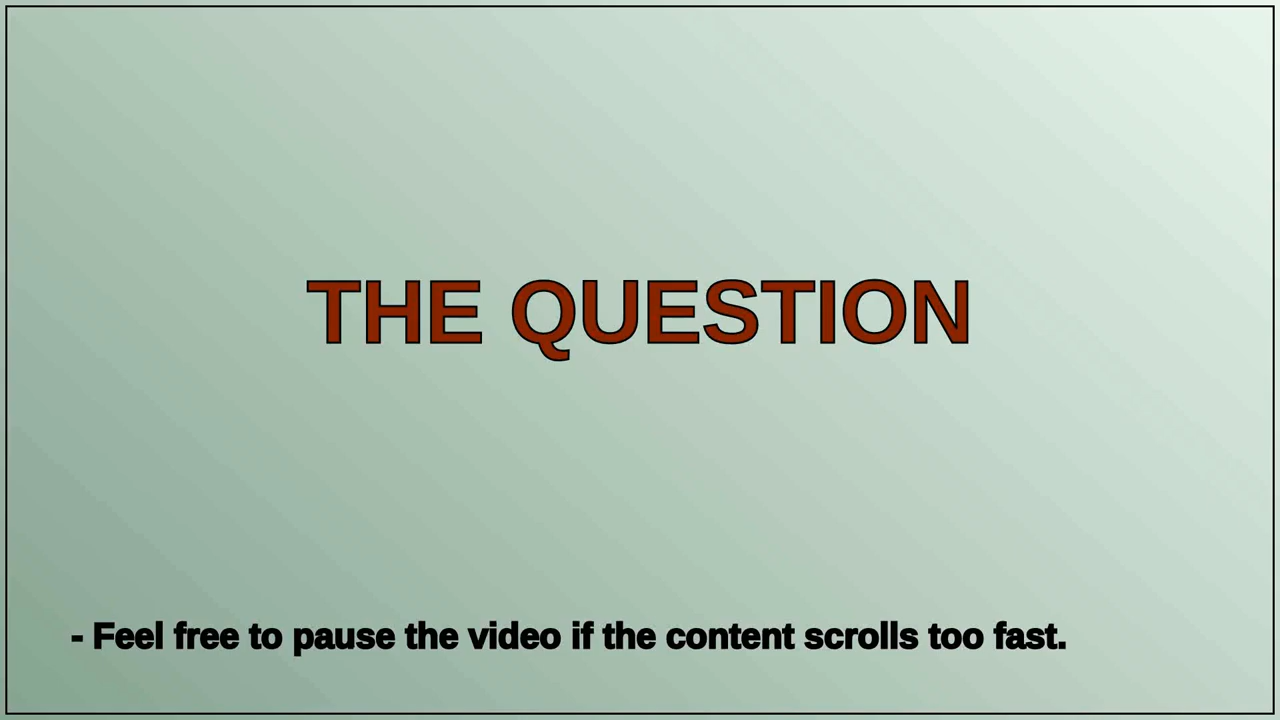 THE QUESTION
- Feel free to pause the video if the content scrolls too fast.